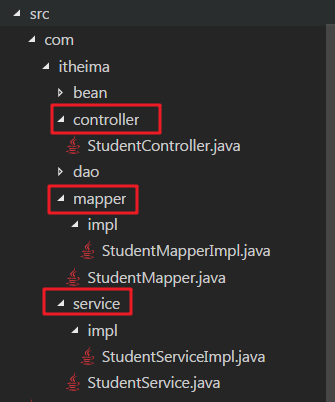 src
com
itheima
bean
controller
StudentController.java
dao
mapper
impl
StudentMapperImpl.java
StudentMapper.java
service
impl
StudentServiceImpl.java
StudentService.java